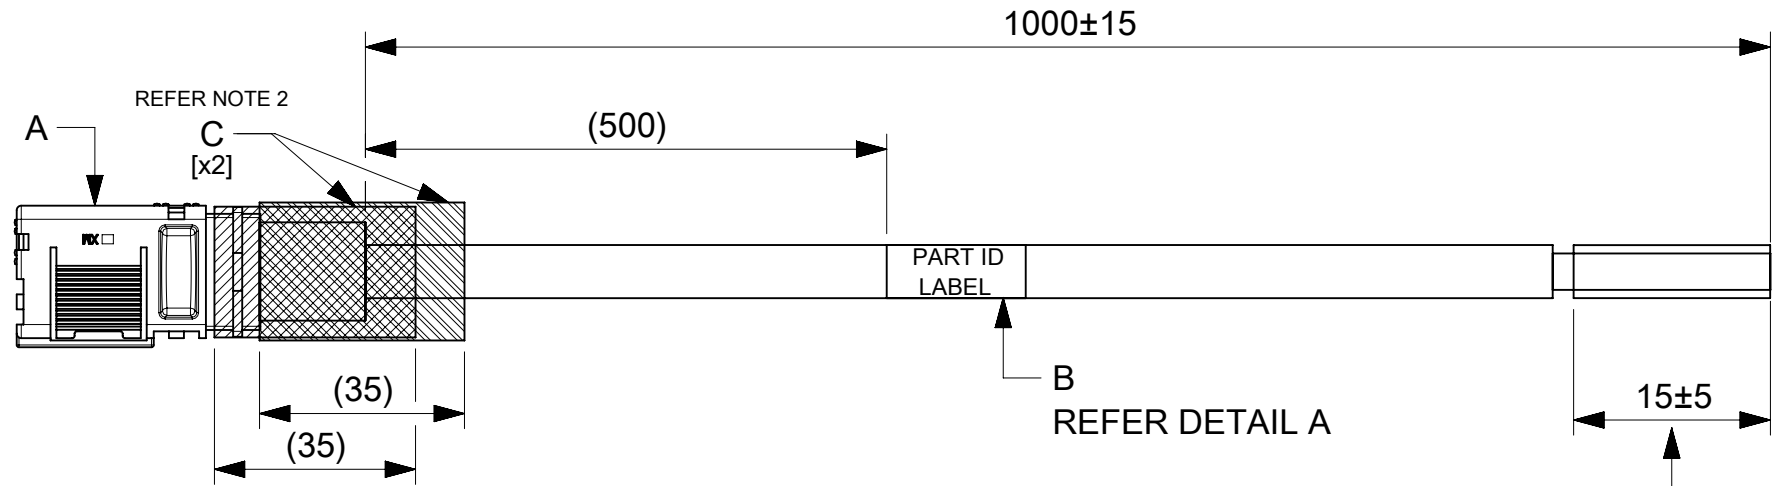 1000±15
REFER NOTE 2
A
C
[x2]
(500)
PART ID
LABEL
(35)
B
15±5
REFER DETAIL A
(35)